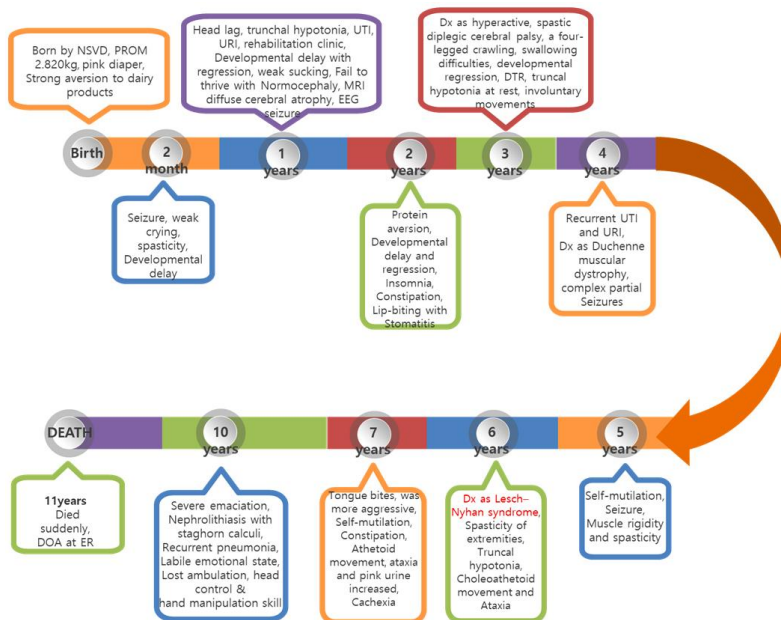 Born by NSVD, PROM
2.820kg, pink diaper,
Strong aversion to dairy
products
Head lag, trunchal hypotonia, UTI,
URI, rehabilitation clinic,
Developmental delay with
regression, weak sucking, Fail to
thrive with Normocephaly, MRI
diffuse cerebral atrophy, EEG
seizure
Dx as hyperactive, spastic
diplegic cerebral palsy, a four-
legged crawling, swallowing
difficulties, developmental
regression, DTR, truncal
hypotonia at rest, involuntary
movements
Birth
2
month
1
years
2
years
3
years
4
years
Seizure, weak
crying,
spasticity,
Developmental
delay
Protein
aversion,
Developmental
delay and
regression,
Insomnia,
Constipation,
Lip-biting with
Stomatitis
Recurrent UTI
and URI,
Dx as Duchenne
muscular
dystrophy,
complex partial
Seizures
DEATH
10
years
7
years
6
years
5
years
11years
Died
suddenly,
DOA at ER
Severe emaciation,
Nephrolithiasis with
staghorn calculi,
Recurrent pneumonia,
Labile emotional state,
Lost ambulation, head
control &
hand manipulation skill
Tongue bites, was
more aggressive,
Self-mutilation,
Constipation,
Athetoid
movement, ataxia
and pink urine
increased,
Cachexia
Dx as Lesch–
Nyhan syndrome,
Spasticity of
extremities,
Truncal
hypotonia,
Choleoathetoid
movement and
Ataxia
Self-mutilation,
Seizure,
Muscle rigidity
and spasticity